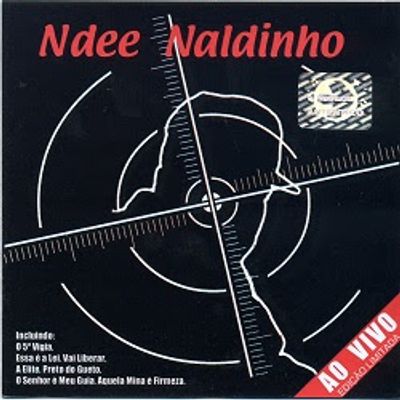 Ndee Naldinho
Incluindo:
O 5º Vigia.
Essa é a Lei. Vai Liberar.
A Elite. Preto do Gueto.
O Senhor é Meu Guia. Aquela Mina é Firmeza.
AO VIVO
EDIÇÃO LIMITADA